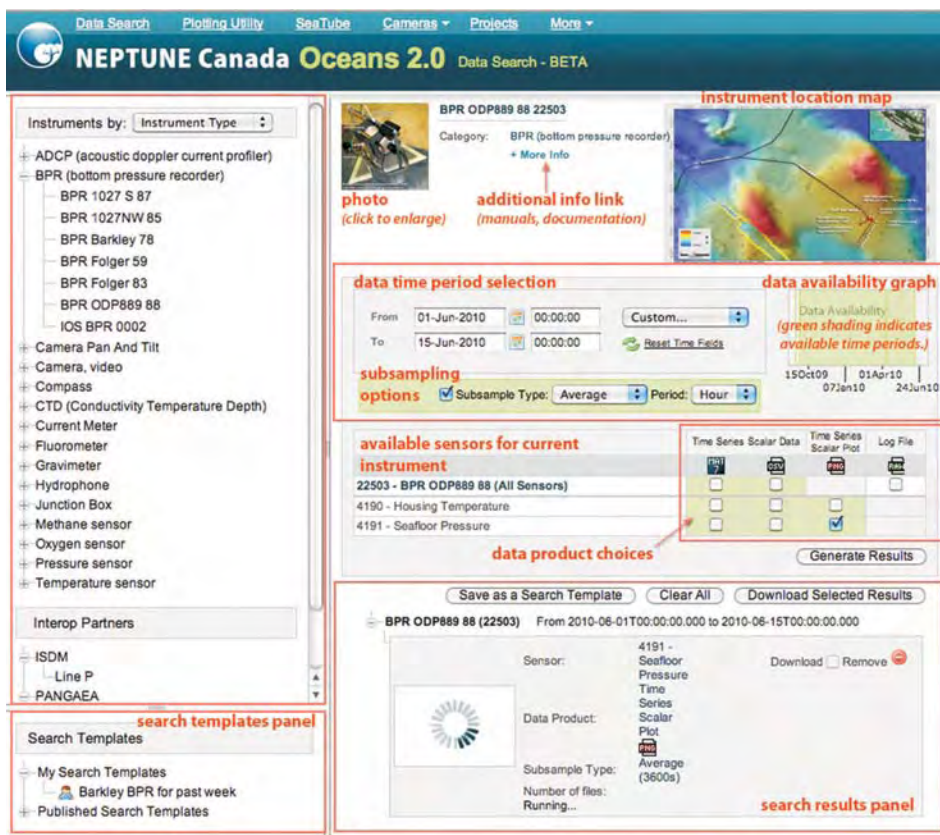 Data Search Plotting Utility SeaTube Cameras Projects More
NEPTUNE Canada Oceans 2.0 Data Search - BETA
Instruments by: Instrument Type
ADCP (acoustic doppler current profiler)
BPR (bottom pressure recorder)
BPR 1027 S 87
BPR 1027NW 85
BPR Barkley 78
BPR Folger 59
BPR Folger 83
BPR ODP889 88
IOS BPR 0002
Camera Pan And Tilt
Camera, video
Compass
CTD (Conductivity Temperature Depth)
Current Meter
Fluorometer
Gravimeter
Hydrophone
Junction Box
Methane sensor
Oxygen sensor
Pressure sensor
Temperature sensor
Interop Partners
ISDM
Line P
PANGAEA
search templates panel
Search Templates
My Search Templates
Barkley BPR for past week
Published Search Templates
BPR ODP889 88 22503
Category: BPR (bottom pressure recorder)
+ More Info
photo
(click to enlarge)
additional info link
(manuals, documentation)
instrument location map
data time period selection
From 01-Jun-2010 00:00:00 Custom...
To 15-Jun-2010 00:00:00 Reset Time Fields
subsampling
options
Subsample Type: Average Period: Hour
data availability graph
Data Availability
(green shading indicates
available time periods.)
15Oct09 01Apr10
07Jan10 24Jun10
available sensors for current
instrument
Time Series Scalar Data
Time Series
Scalar Plot
Log File
MAT 7 CSV PNG RAW
22503 - BPR ODP889 88 (All Sensors)
4190 - Housing Temperature
4191 - Seafloor Pressure
data product choices
Generate Results
Save as a Search Template Clear All Download Selected Results
BPR ODP889 88 (22503) From 2010-06-01T00:00:00.000 to 2010-06-15T00:00:00.000
Sensor:
4191 -
Seafloor
Pressure
Download Remove
Data Product:
Time
Series
Scalar
Plot
PNG
Subsample Type:
Average
(3600s)
Number of files:
Running...
search results panel